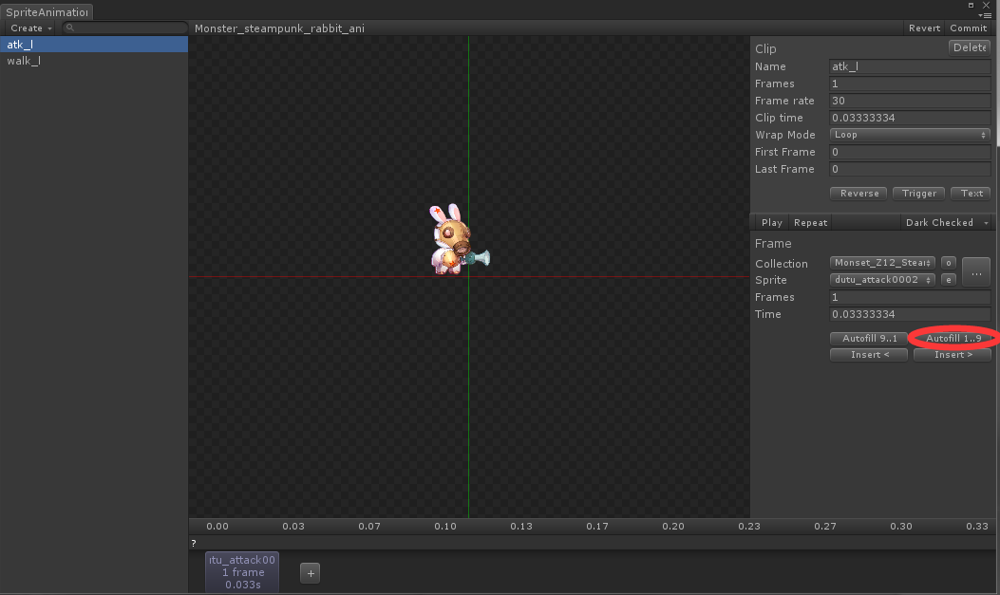 SpriteAnimation
Create
Monster_steampunk_rabbit_ani
Revert Commit
atk_l
walk_l
Clip
Delete
Name atk_l
Frames 1
Frame rate 30
Clip time 0.03333334
Wrap Mode Loop
First Frame 0
Last Frame 0
Reverse Trigger Text
Play Repeat Dark Checked
Frame
Collection Monset_Z12_Stear o
Sprite dutu_attack0002 e ...
Frames 1
Time 0.03333334
Autofill 9..1 Autofill 1..9
Insert < Insert >
0.00 0.03 0.07 0.10 0.13 0.17 0.20 0.23 0.27 0.30 0.33
?
itu_attack00
1 frame
0.033s
+